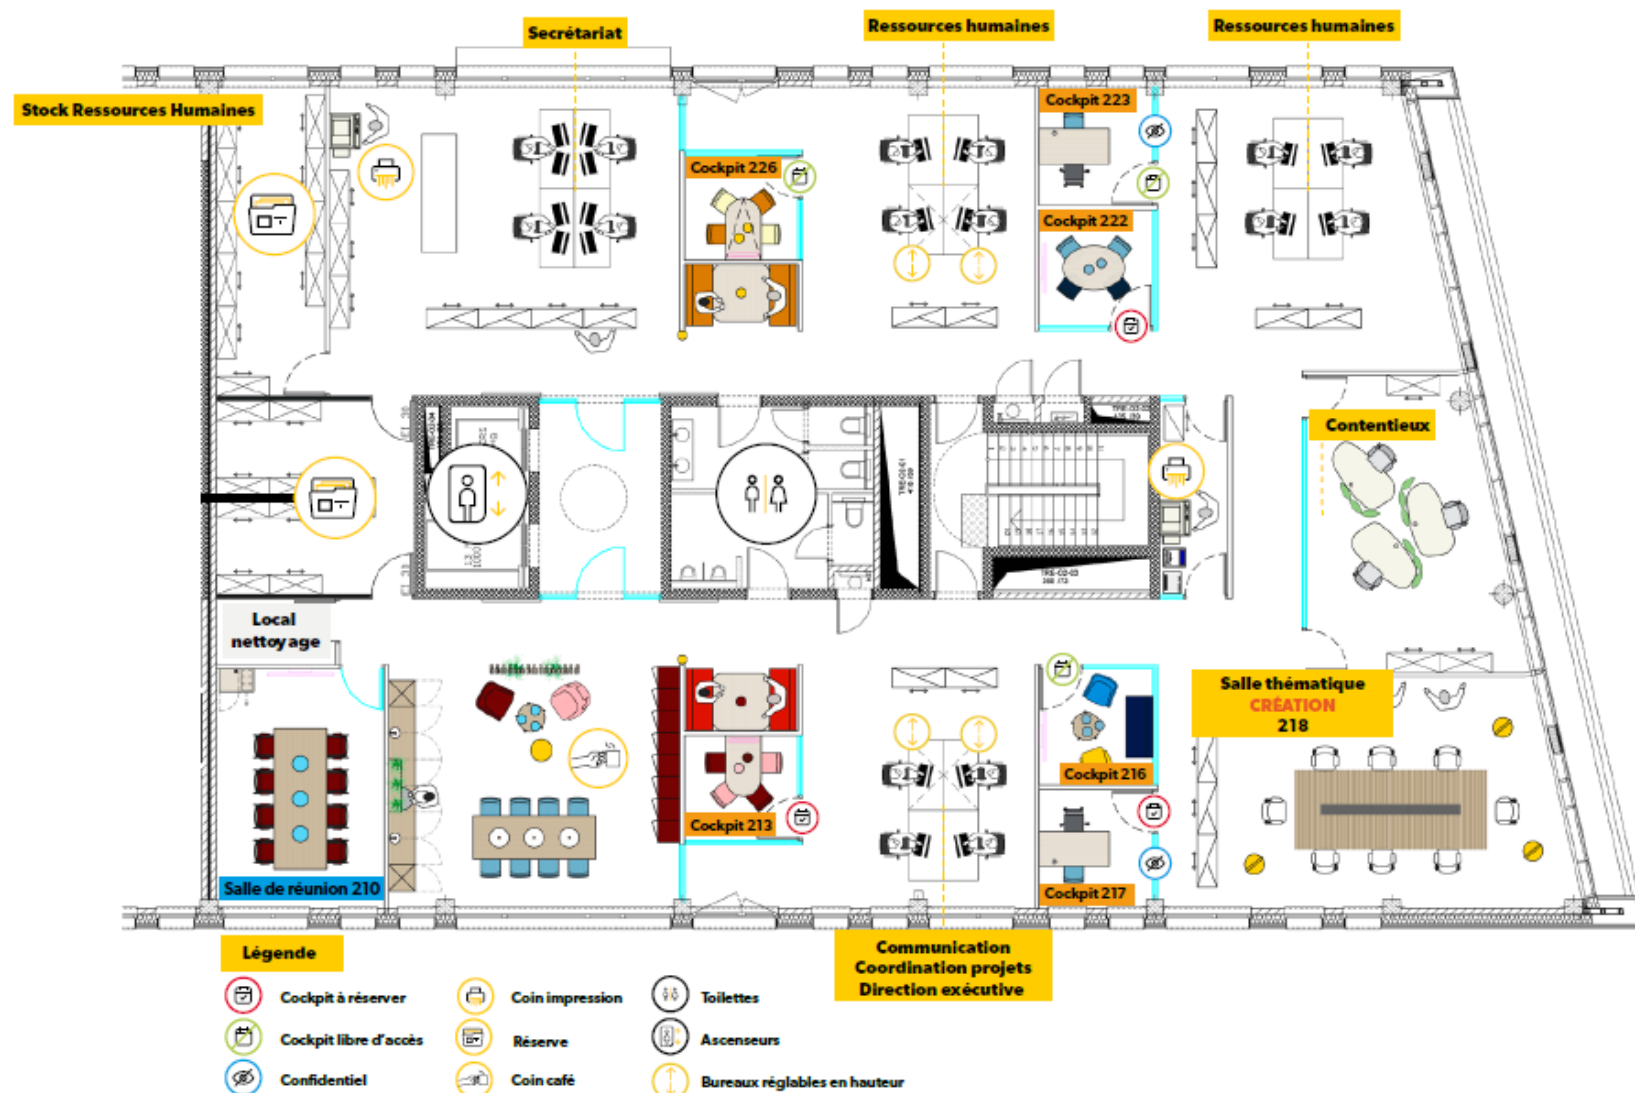 Secrétariat
Ressources humaines
Ressources humaines
Stock Ressources Humaines
Cockpit 223
Cockpit 226
Cockpit 222
Contentieux
Local
nettoyage
Salle thématique
CRÉATION
218
Cockpit 216
Cockpit 213
Salle de réunion 210
Cockpit 217
Légende
Communication
Coordination projets
Direction exécutive
Cockpit à réserver
Coin impression
Toilettes
Cockpit libre d'accès
Réserve
Ascenseurs
Confidentiel
Coin café
Bureaux réglables en hauteur